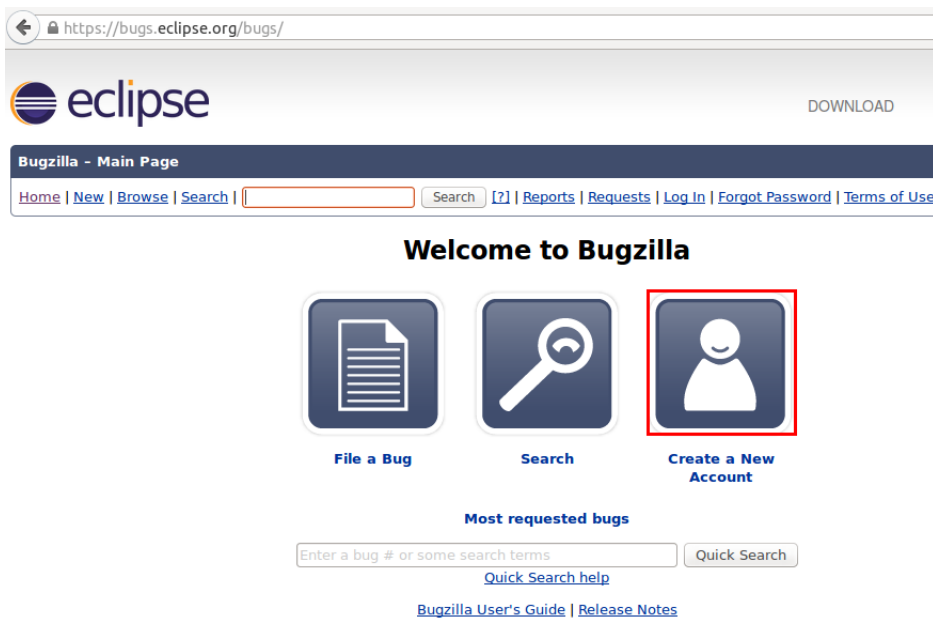 https://bugs.eclipse.org/bugs/
eclipse
DOWNLOAD
Bugzilla – Main Page
Home | New | Browse | Search | Search [?] | Reports | Requests | Log In | Forgot Password | Terms of Use
Welcome to Bugzilla
File a Bug
Search
Create a New
Account
Most requested bugs
Enter a bug # or some search terms Quick Search
Quick Search help
Bugzilla User's Guide | Release Notes